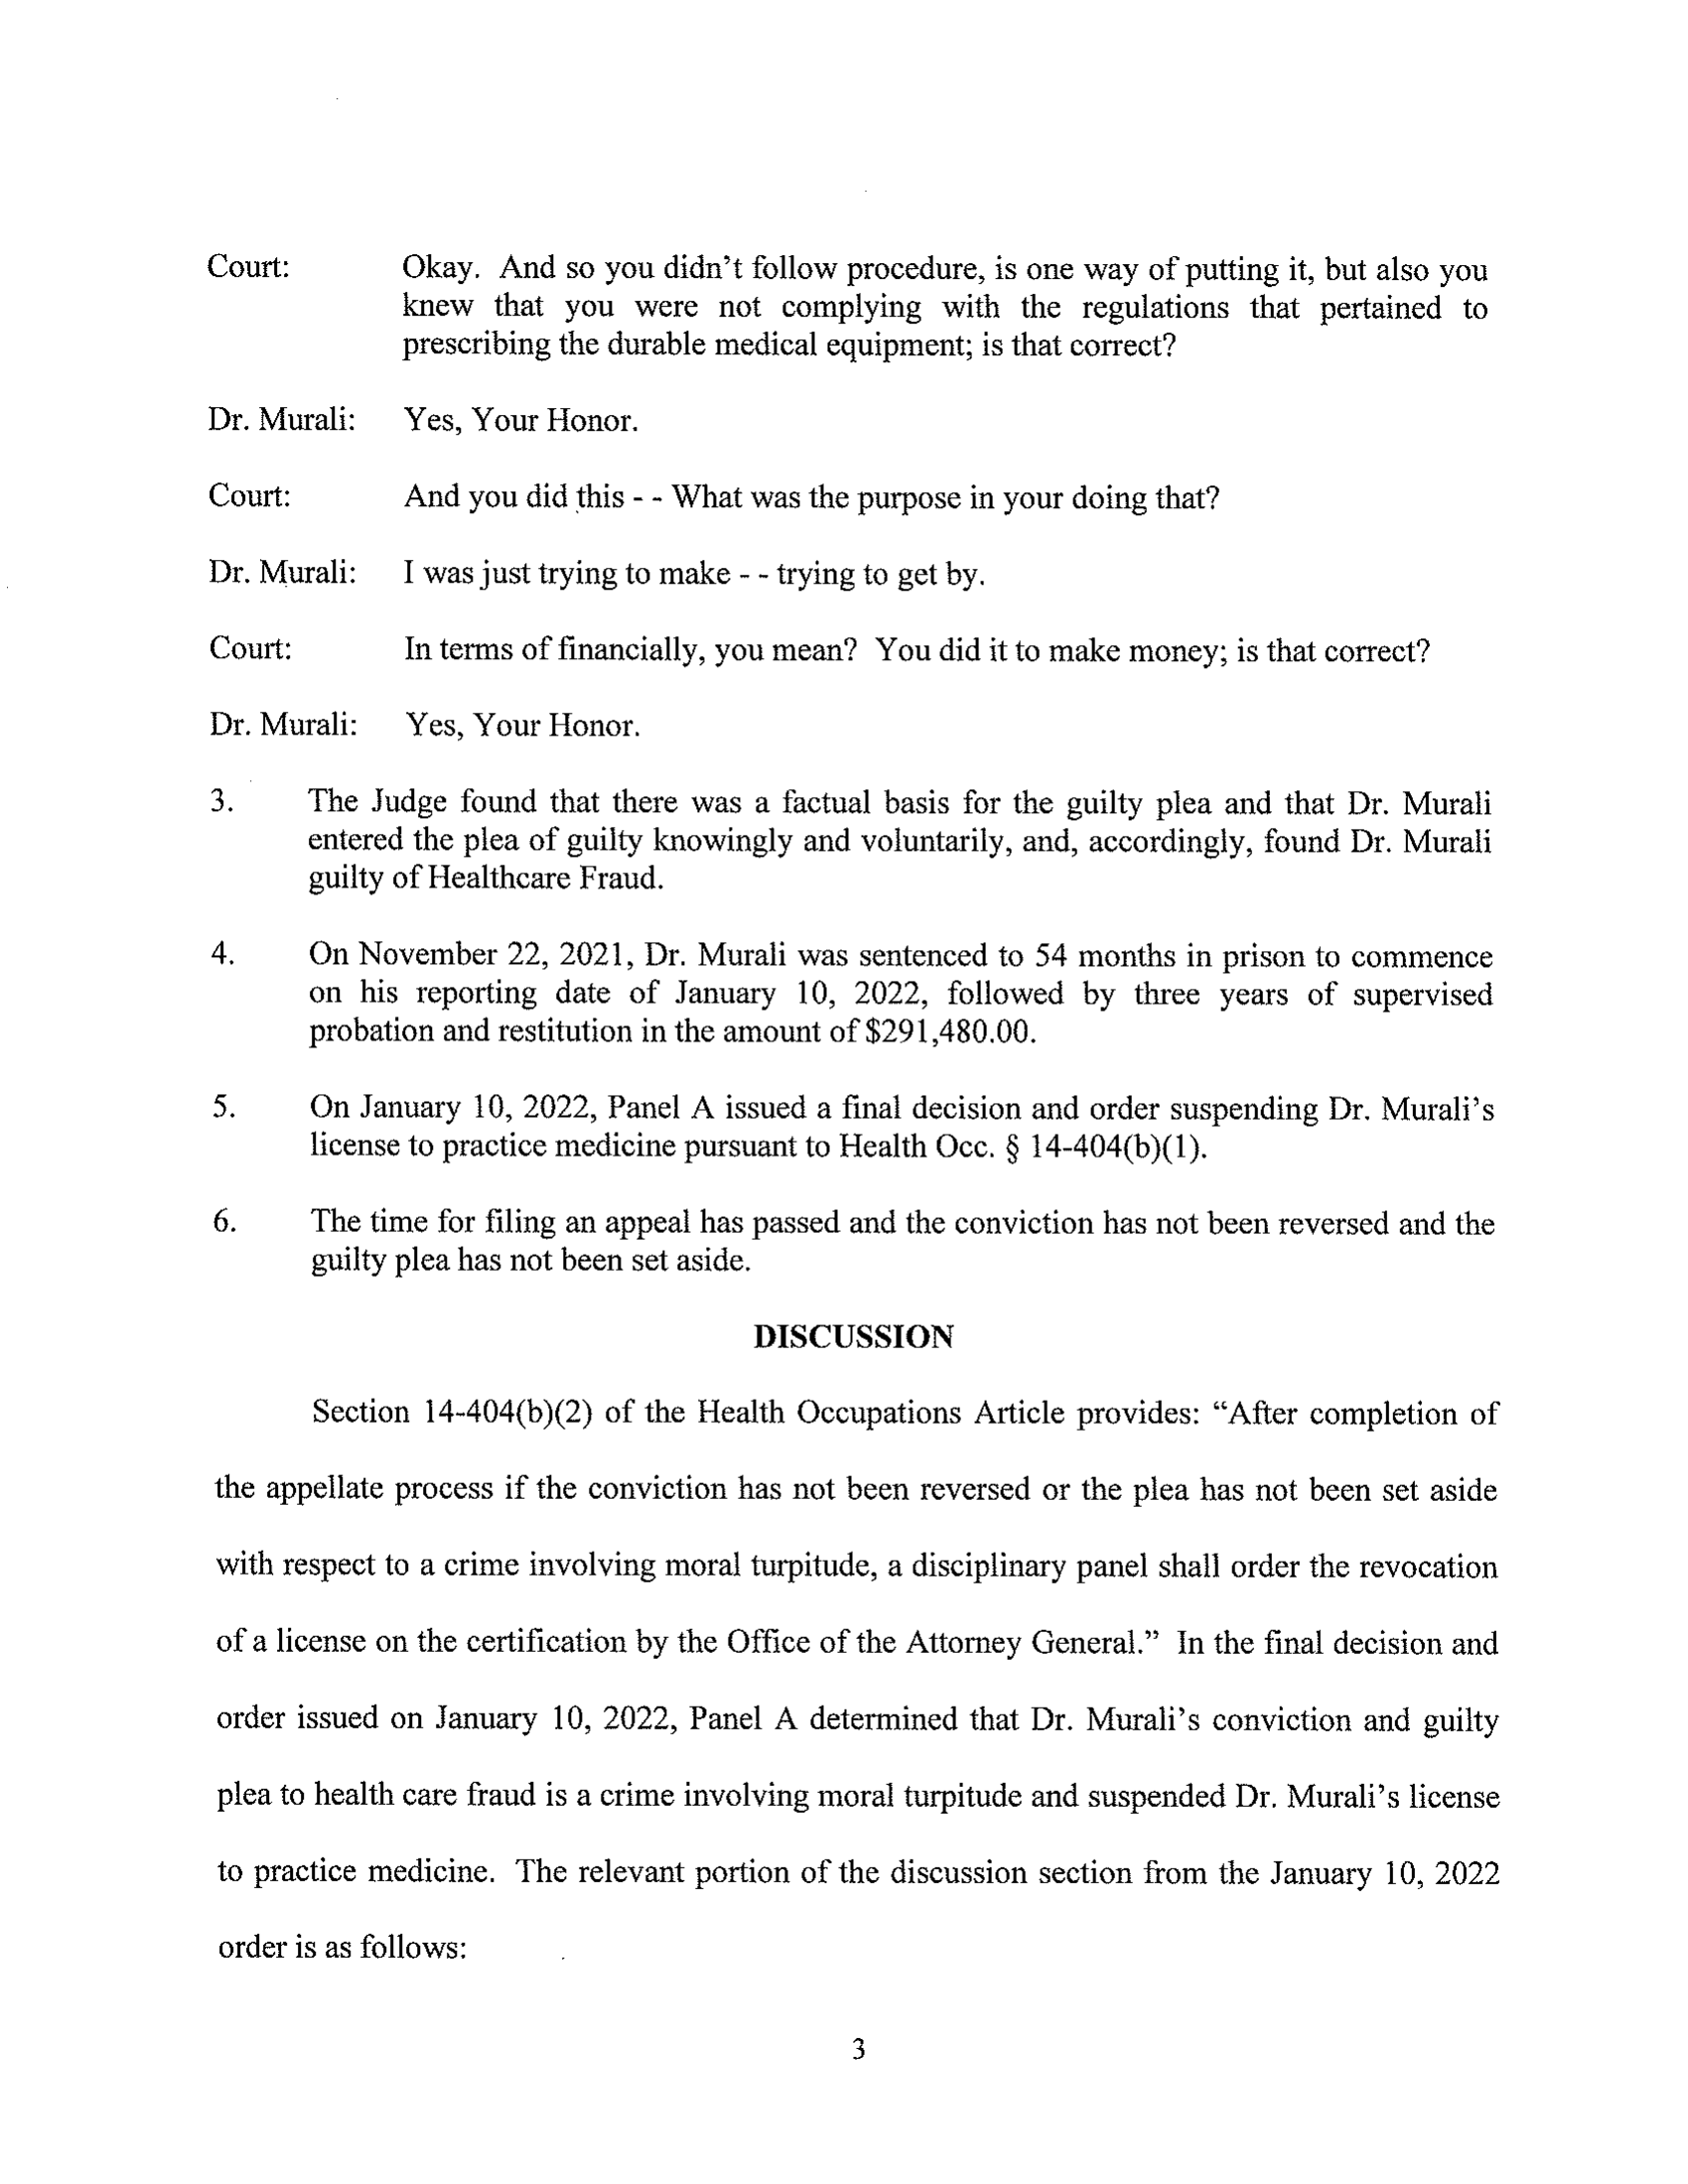 Court: Okay. And so you didn't follow procedure, is one way of putting it, but also you
knew that you were not complying with the regulations that pertained to
prescribing the durable medical equipment; is that correct?
Dr. Murali: Yes, Your Honor.
Court: And you did this - - What was the purpose in your doing that?
Dr. Murali: I was just trying to make - - trying to get by.
Court: In terms of financially, you mean? You did it to make money; is that correct?
Dr. Murali: Yes, Your Honor.
3. The Judge found that there was a factual basis for the guilty plea and that Dr. Murali
entered the plea of guilty knowingly and voluntarily, and, accordingly, found Dr. Murali
guilty of Healthcare Fraud.
4. On November 22, 2021, Dr. Murali was sentenced to 54 months in prison to commence
on his reporting date of January 10, 2022, followed by three years of supervised
probation and restitution in the amount of $291,480.00.
5. On January 10, 2022, Panel A issued a final decision and order suspending Dr. Murali's
license to practice medicine pursuant to Health Occ. § 14-404(b)(1).
6. The time for filing an appeal has passed and the conviction has not been reversed and the
guilty plea has not been set aside.
DISCUSSION
Section 14-404(b)(2) of the Health Occupations Article provides: “After completion of
the appellate process if the conviction has not been reversed or the plea has not been set aside
with respect to a crime involving moral turpitude, a disciplinary panel shall order the revocation
of a license on the certification by the Office of the Attorney General.” In the final decision and
order issued on January 10, 2022, Panel A determined that Dr. Murali's conviction and guilty
plea to health care fraud is a crime involving moral turpitude and suspended Dr. Murali's license
to practice medicine. The relevant portion of the discussion section from the January 10, 2022
order is as follows:
3